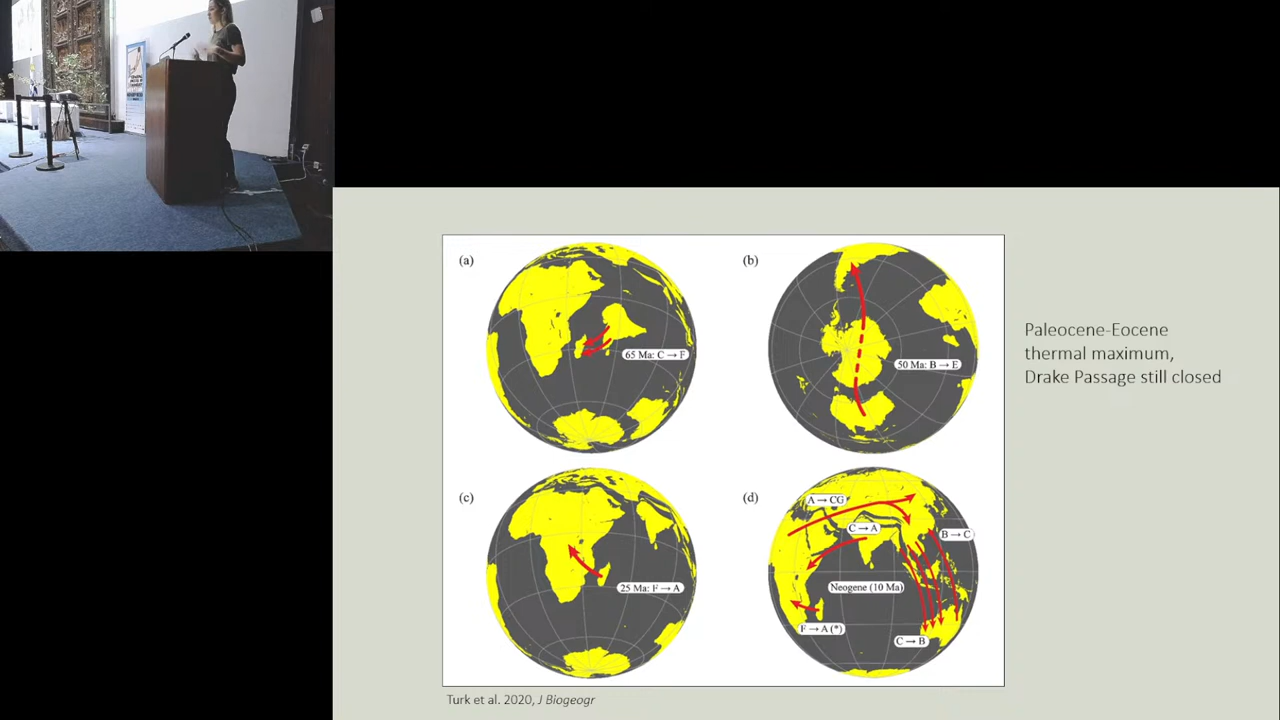 (a)
65 Ma: C → F
(b)
50 Ma: B → E
Paleocene-Eocene
thermal maximum,
Drake Passage still closed
(c)
25 Ma: F → A
(d)
A → CG
C → A
B → C
Neogene (10 Ma)
F → A (*)
C → B
Turk et al. 2020, J Biogeogr